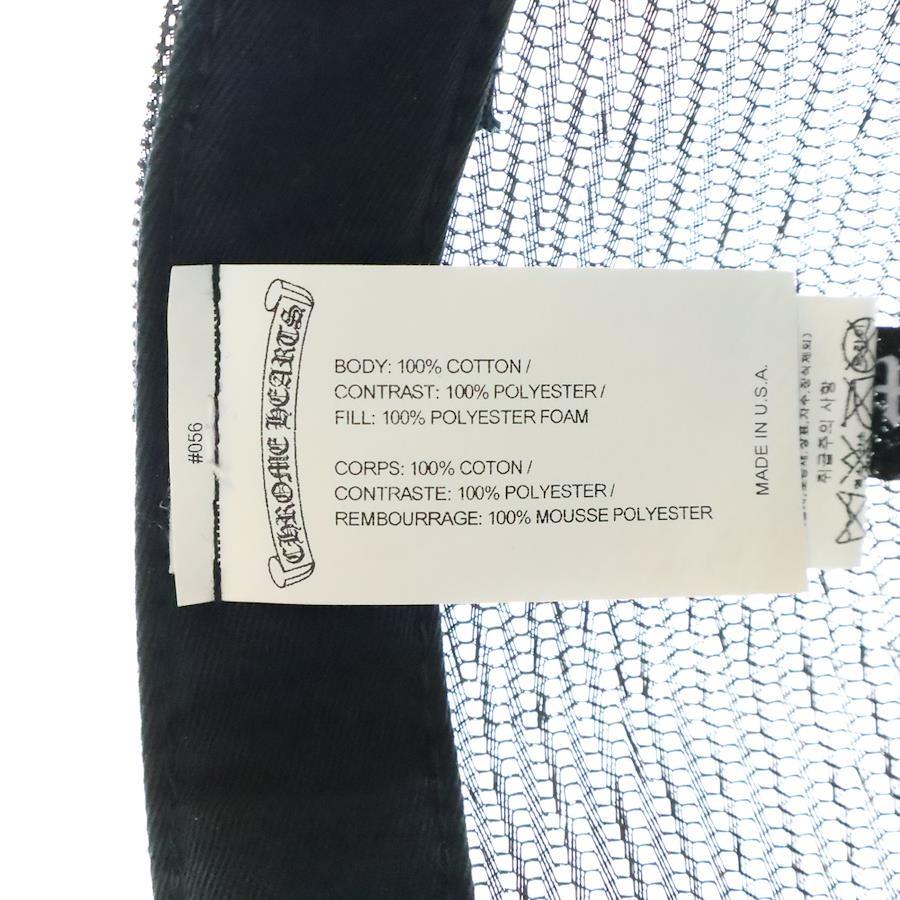 #056
CHROME HEARTS
BODY: 100% COTTON /
CONTRAST: 100% POLYESTER /
FILL: 100% POLYESTER FOAM
CORPS: 100% COTON /
CONTRASTE: 100% POLYESTER /
REMBOURRAGE: 100% MOUSSE POLYESTER
MADE IN U.S.A.
취급주의 사항